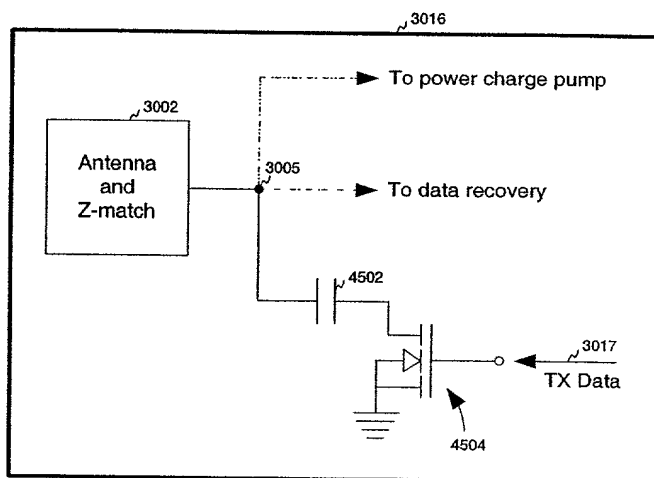 3016
To power charge pump
3002
Antenna
and
Z-match
3005
To data recovery
4502
3017
TX Data
4504